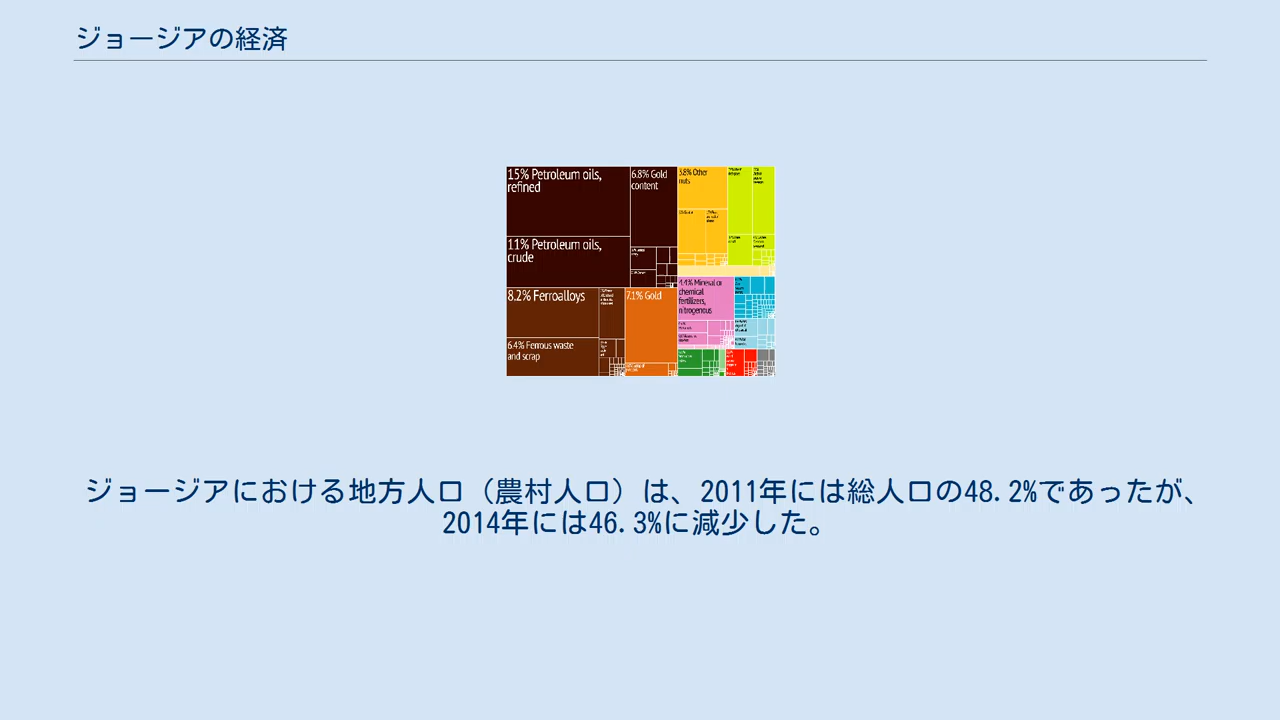 ジョージアの経済
15% Petroleum oils,
refined
6.8% Gold
content
3.8% Other
nuts
11% Petroleum oils,
crude
8.2% Ferroalloys
7.1% Gold
4.4% Mineral or
chemical
fertilizers,
nitrogenous
6.4% Ferrous waste
and scrap
ジョージアにおける地方人口（農村人口）は、2011年には総人口の48.2%であったが、
2014年には46.3%に減少した。